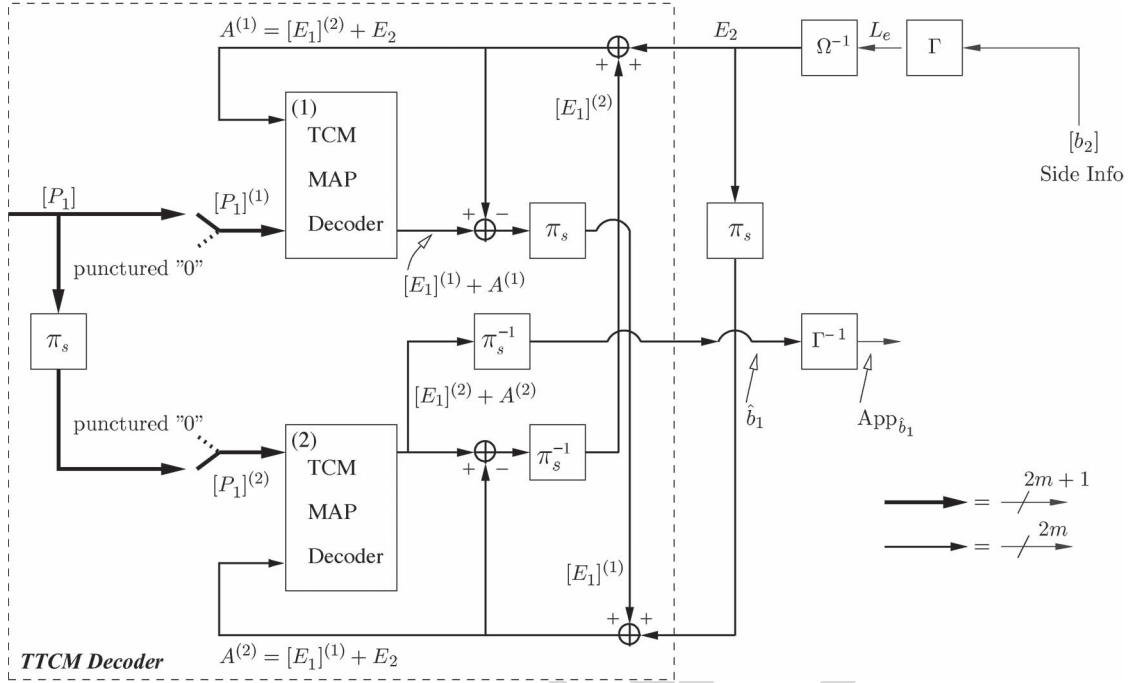 A^{(1)} = [E_1]^{(2)} + E_2
E_2
Ω^{-1}
L_e
Γ
[E_1]^{(2)}
[b_2]
Side Info
(1)
TCM
MAP
Decoder
[P_1]
[P_1]^{(1)}
punctured "0"
+ −
+ +
π_s
π_s
[E_1]^{(1)} + A^{(1)}
π_s
π_s^{-1}
Γ^{-1}
[E_1]^{(2)} + A^{(2)}
b̂_1
App_{b̂_1}
punctured "0"
[P_1]^{(2)}
(2)
TCM
MAP
Decoder
+ −
π_s^{-1}
= 2m + 1
= 2m
[E_1]^{(1)}
+ +
A^{(2)} = [E_1]^{(1)} + E_2
TTCM Decoder